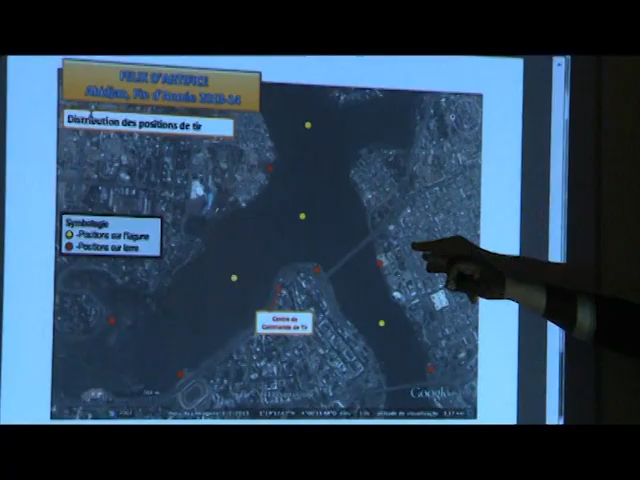 FEUX D'ARTIFICE
Abidjan, Fin d'Année 2013-14
Distribution des positions de tir
Symbologie
-Positions sur lagune
-Positions sur terre
Centre de
Commande de Tir
Google